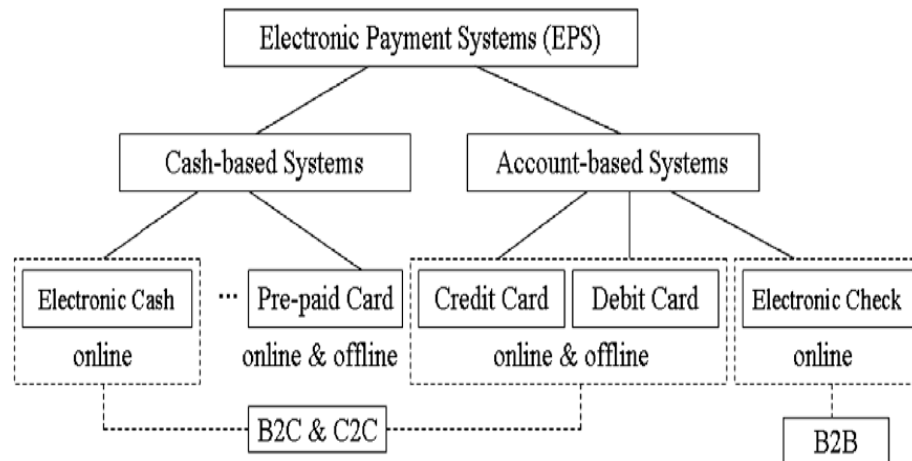 Electronic Payment Systems (EPS)
Cash-based Systems
Account-based Systems
Electronic Cash
...
Pre-paid Card
Credit Card
Debit Card
Electronic Check
online
online & offline
online & offline
online
B2C & C2C
B2B